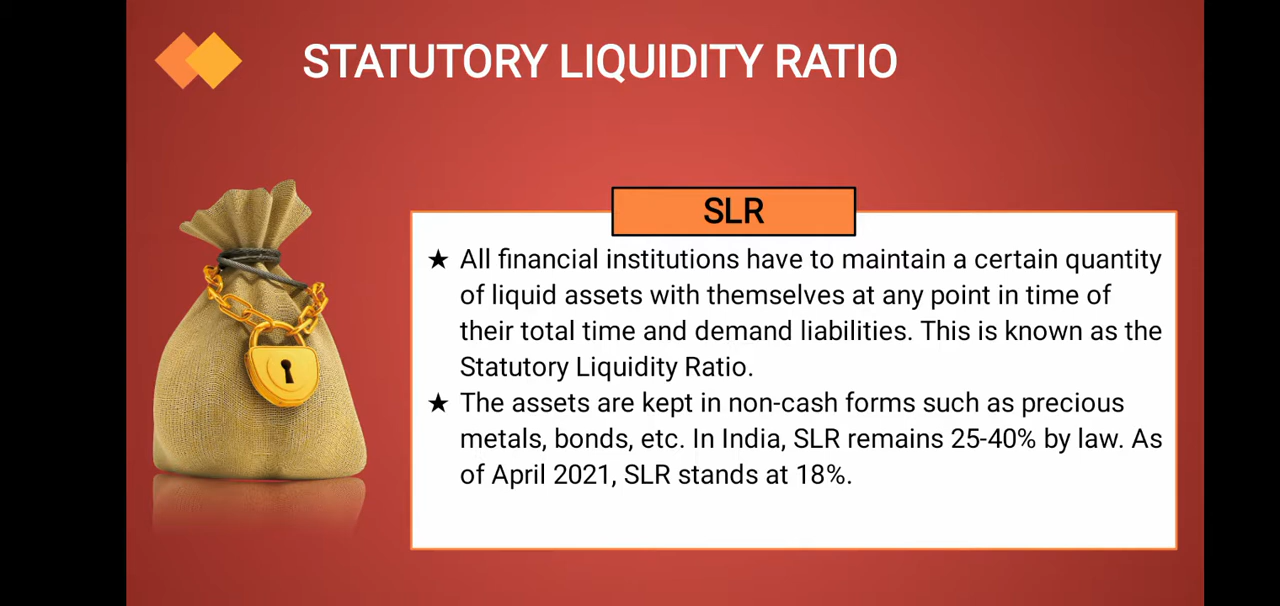 STATUTORY LIQUIDITY RATIO
SLR
★ All financial institutions have to maintain a certain quantity
of liquid assets with themselves at any point in time of
their total time and demand liabilities. This is known as the
Statutory Liquidity Ratio.
★ The assets are kept in non-cash forms such as precious
metals, bonds, etc. In India, SLR remains 25-40% by law. As
of April 2021, SLR stands at 18%.